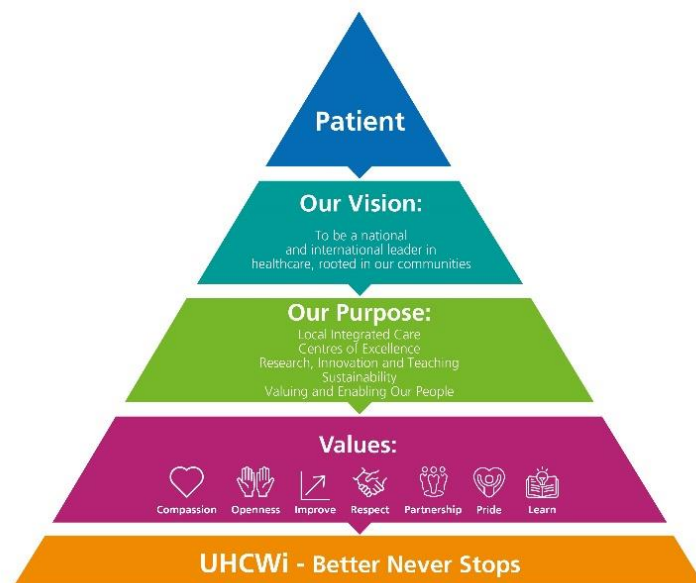 Patient
Our Vision:
To be a national
and international leader in
healthcare, rooted in our communities
Our Purpose:
Local Integrated Care
Centres of Excellence
Research, Innovation and Teaching
Sustainability
Valuing and Enabling Our People
Values:
Compassion Openness Improve Respect Partnership Pride Learn
UHCWi - Better Never Stops